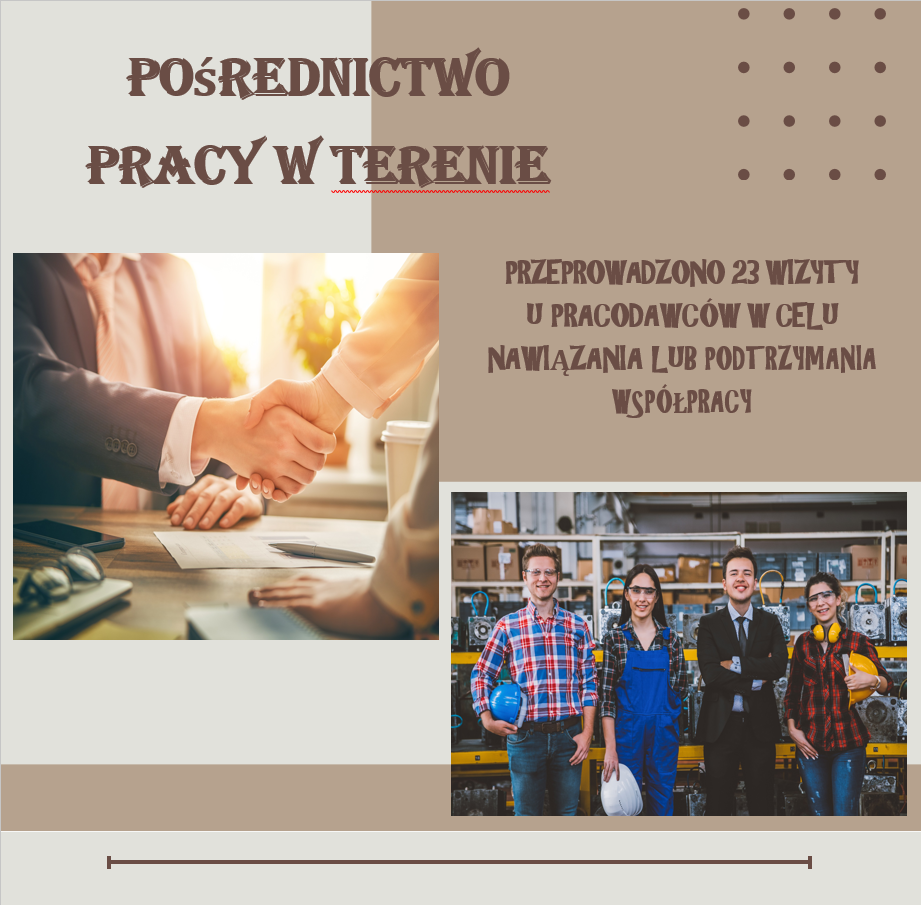 POśREDNICTWO
PRACY W TERENIE
PRZEPROWADZONO 23 WIZYTY
U PRACODAWCÓW W CELU
NAWIĄZANIA LUB PODTRZYMANIA
WSPÓŁPRACY